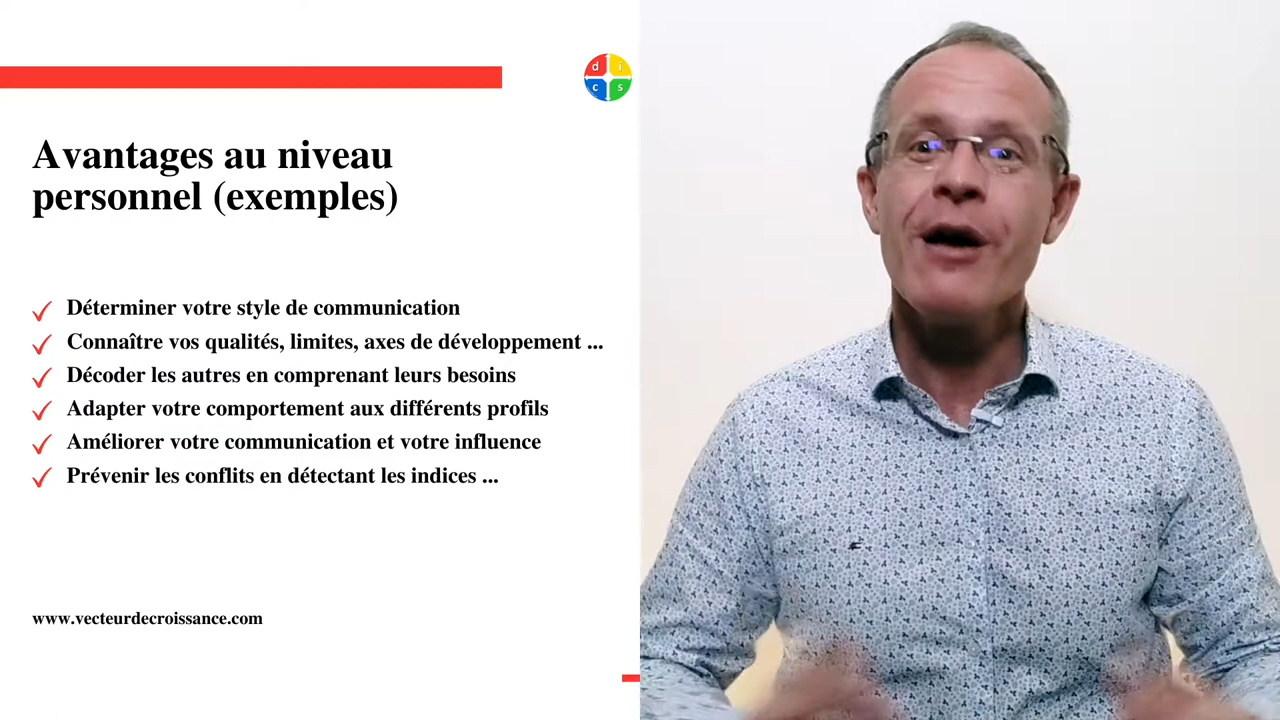 d i
c s
Avantages au niveau
personnel (exemples)
Déterminer votre style de communication
Connaître vos qualités, limites, axes de développement ...
Décoder les autres en comprenant leurs besoins
Adapter votre comportement aux différents profils
Améliorer votre communication et votre influence
Prévenir les conflits en détectant les indices ...
www.vecteurdecroissance.com